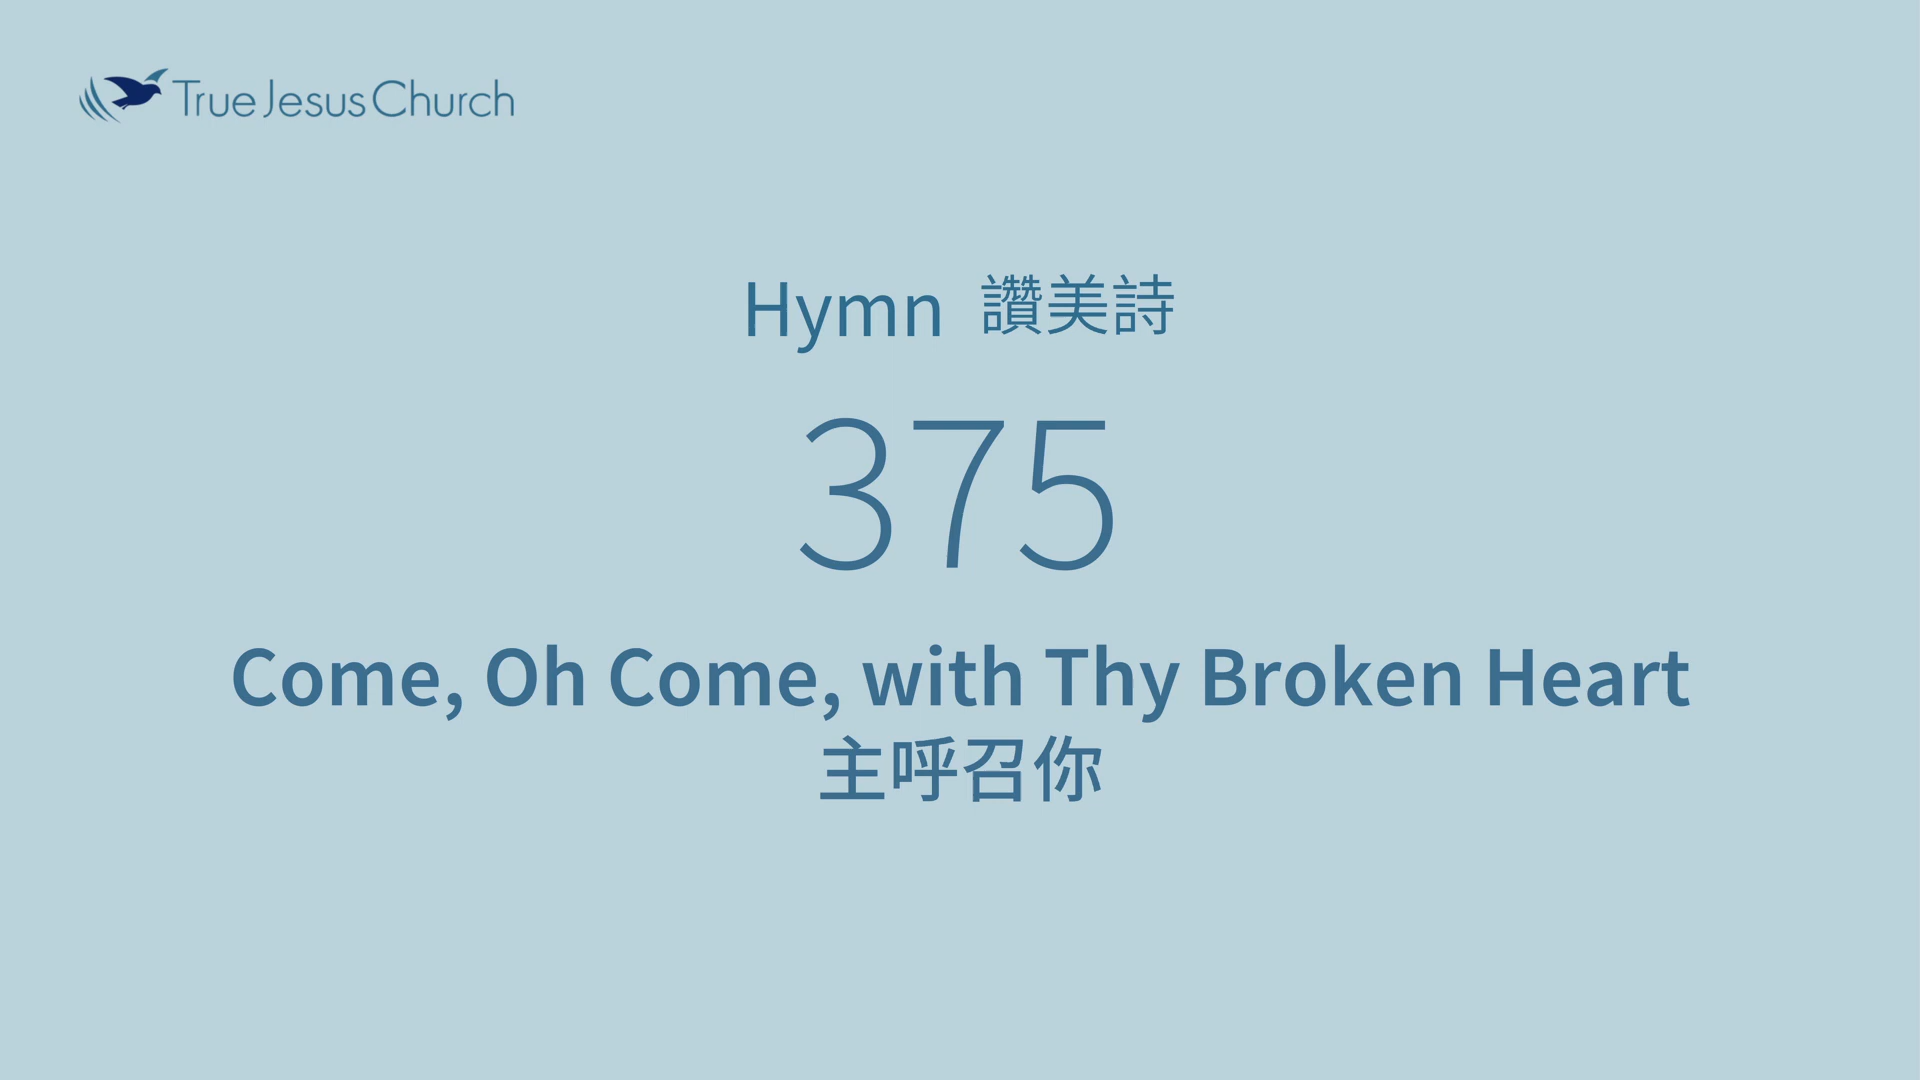 True Jesus Church
Hymn 讚美詩
375
Come, Oh Come, with Thy Broken Heart
主呼召你